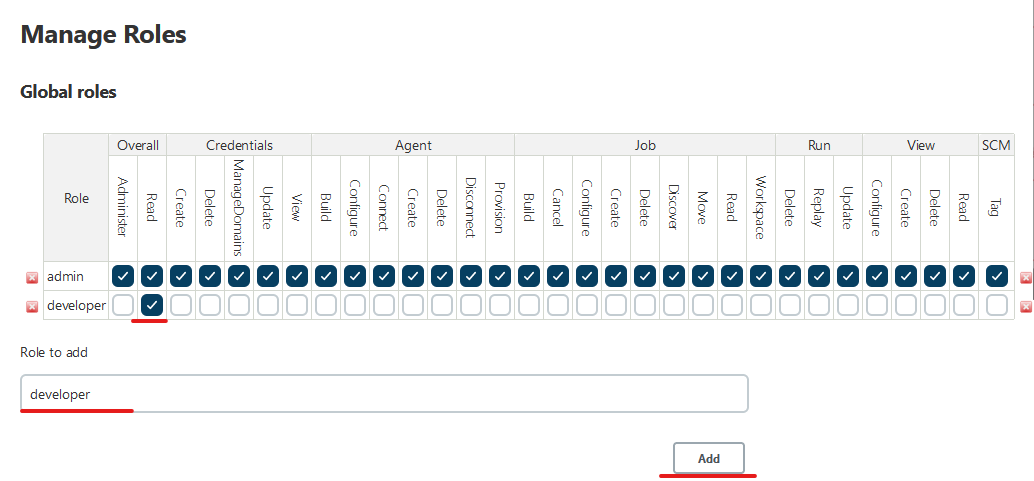 Manage Roles
Global roles
Role
Overall Credentials Agent Job Run View SCM
Administer Read Create Delete ManageDomains Update View Build Configure Connect Create Delete Disconnect Provision Build Cancel Configure Create Delete Discover Move Read Workspace Delete Replay Update Configure Create Delete Read Tag
admin
developer
Role to add
developer
Add